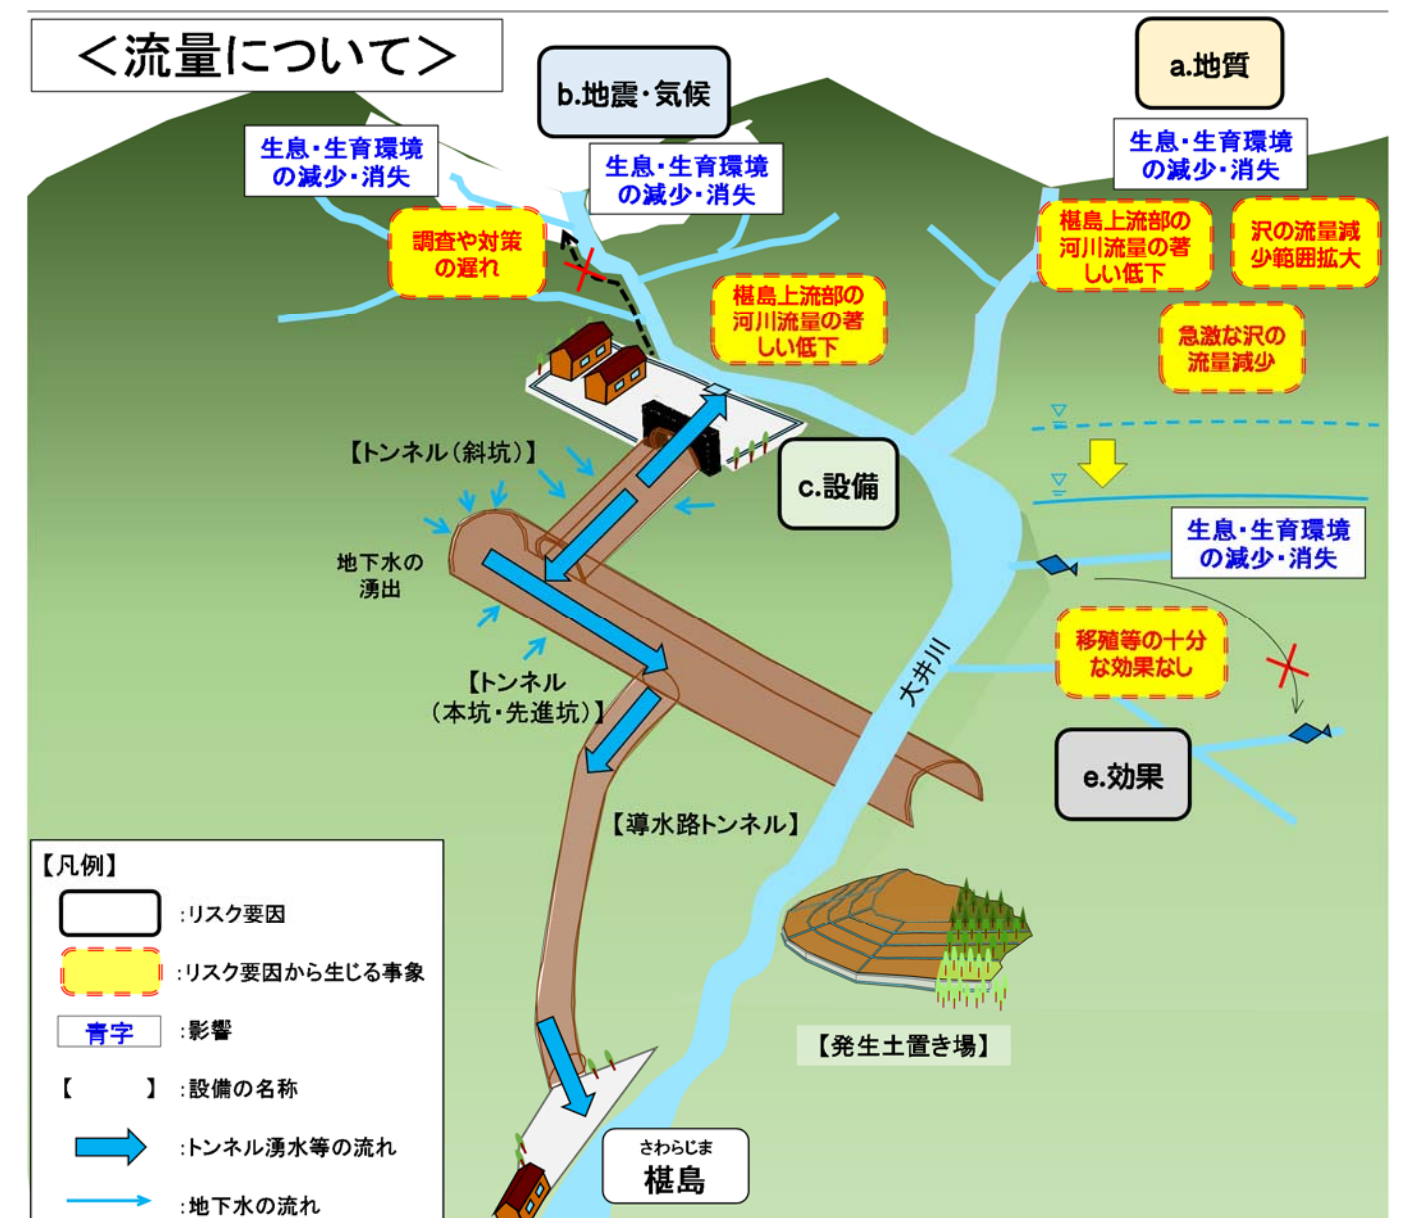 ＜流量について＞
b.地震・気候
a.地質
生息・生育環境
の減少・消失
生息・生育環境
の減少・消失
生息・生育環境
の減少・消失
調査や対策
の遅れ
椹島上流部の
河川流量の著
しい低下
椹島上流部の
河川流量の著
しい低下
沢の流量減
少範囲拡大
急激な沢の
流量減少
【トンネル（斜坑）】
c.設備
地下水の
湧出
生息・生育環境
の減少・消失
【トンネル
（本坑・先進坑）】
大井川
移殖等の十分
な効果なし
e.効果
【導水路トンネル】
【発生土置き場】
さわらじま
椹島
【凡例】
：リスク要因
：リスク要因から生じる事象
青字
：影響
【　　】
：設備の名称
：トンネル湧水等の流れ
：地下水の流れ